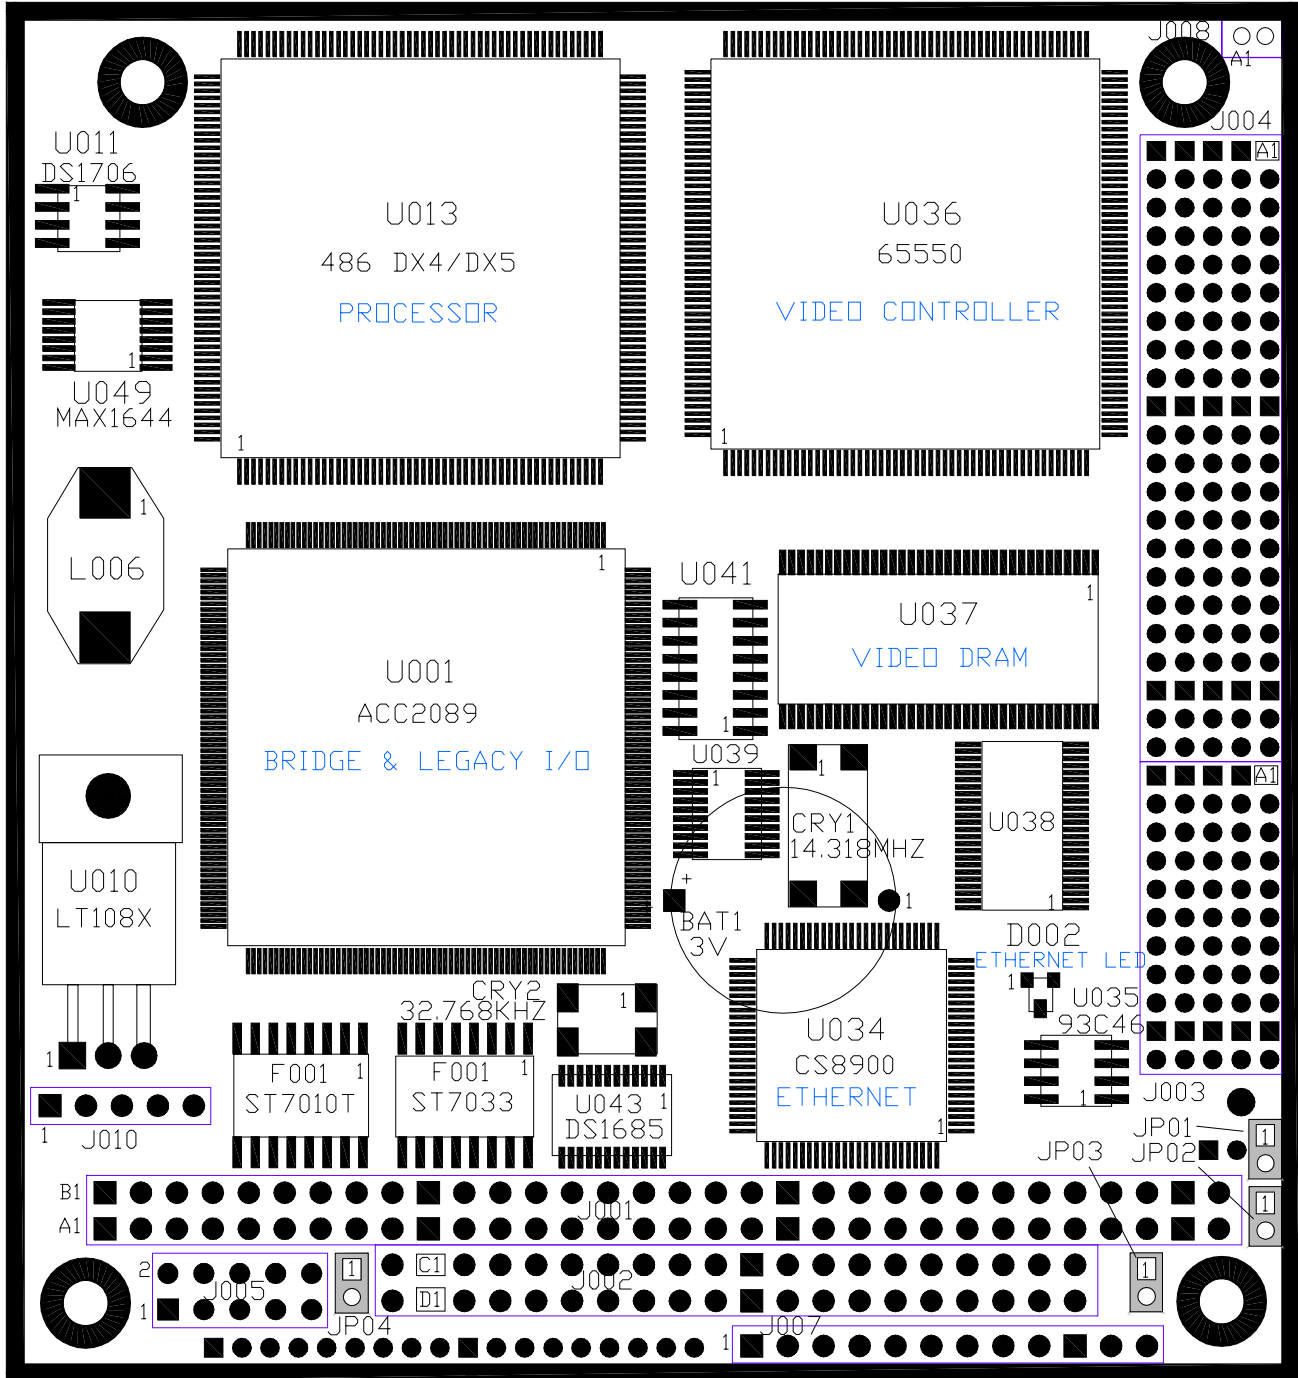 J008
A1
J004
A1
U011
DS1706
1
U013
486 DX4/DX5
PROCESSOR
1
U036
65550
VIDEO CONTROLLER
1
1
U049
MAX1644
1
L006
1
U001
ACC2089
BRIDGE & LEGACY I/O
U041
1
1
U037
VIDEO DRAM
U039
1
1
CRY1
14.318MHZ
U038
1
A1
U010
LT108X
1
+
BAT1
3V
1
D002
ETHERNET LED
1
U035
93C46
1
CRY2
32.768KHZ
1
U034
CS8900
ETHERNET
1
F001
ST7010T
1
F001
ST7033
1
U043
DS1685
1
J003
1
J010
JP01
1
JP02
1
JP03
1
B1
A1
J001
2
1
J005
1
JP04
C1
D1
J002
1
J007